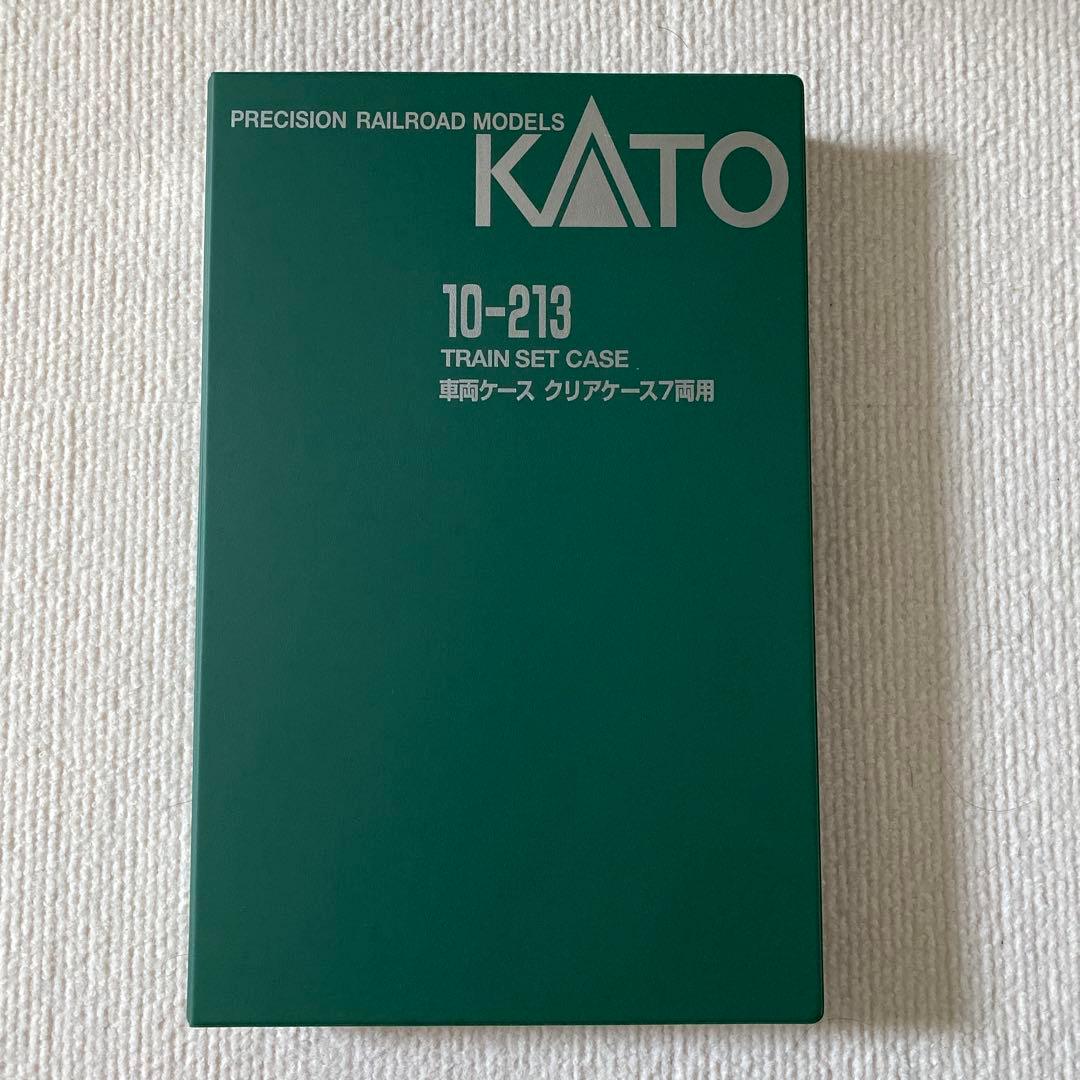 PRECISION RAILROAD MODELS
KATO
10-213
TRAIN SET CASE
車両ケース クリアケース7両用